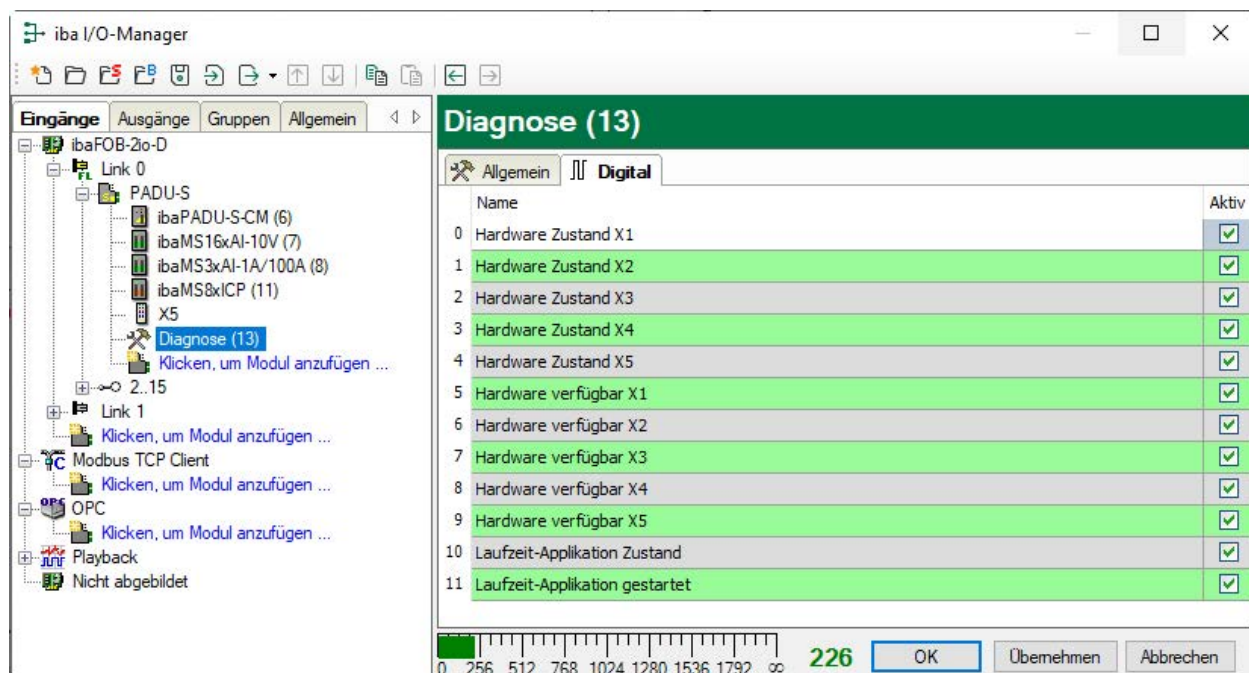 iba I/O-Manager
Eingänge Ausgänge Gruppen Allgemein
ibaFOB-2io-D
Link 0
PADU-S
ibaPADU-S-CM (6)
ibaMS16xAI-10V (7)
ibaMS3xAI-1A/100A (8)
ibaMS8xICP (11)
X5
Diagnose (13)
Klicken, um Modul anzufügen ...
2..15
Link 1
Klicken, um Modul anzufügen ...
Modbus TCP Client
Klicken, um Modul anzufügen ...
OPC
Klicken, um Modul anzufügen ...
Playback
Nicht abgebildet
Diagnose (13)
Allgemein Digital
Name Aktiv
0 Hardware Zustand X1
1 Hardware Zustand X2
2 Hardware Zustand X3
3 Hardware Zustand X4
4 Hardware Zustand X5
5 Hardware verfügbar X1
6 Hardware verfügbar X2
7 Hardware verfügbar X3
8 Hardware verfügbar X4
9 Hardware verfügbar X5
10 Laufzeit-Applikation Zustand
11 Laufzeit-Applikation gestartet
0 256 512 768 1024 1280 1536 1792 ∞ 226 OK Übernehmen Abbrechen